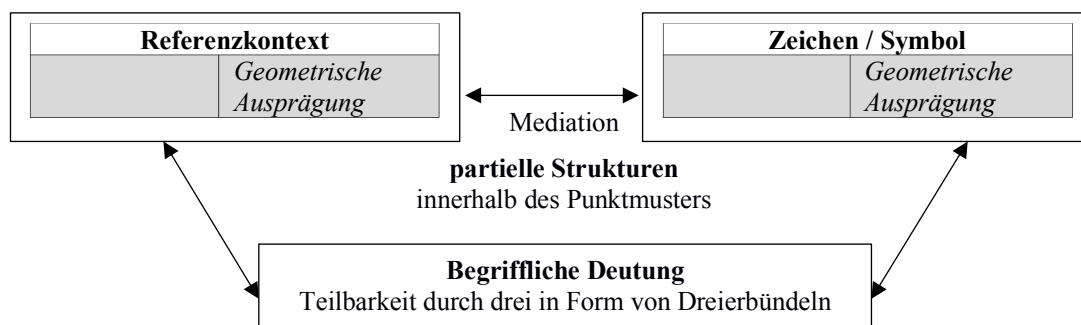 Referenzkontext
Geometrische
Ausprägung
Zeichen / Symbol
Geometrische
Ausprägung
Mediation
partielle Strukturen
innerhalb des Punktmusters
Begriffliche Deutung
Teilbarkeit durch drei in Form von Dreierbündeln